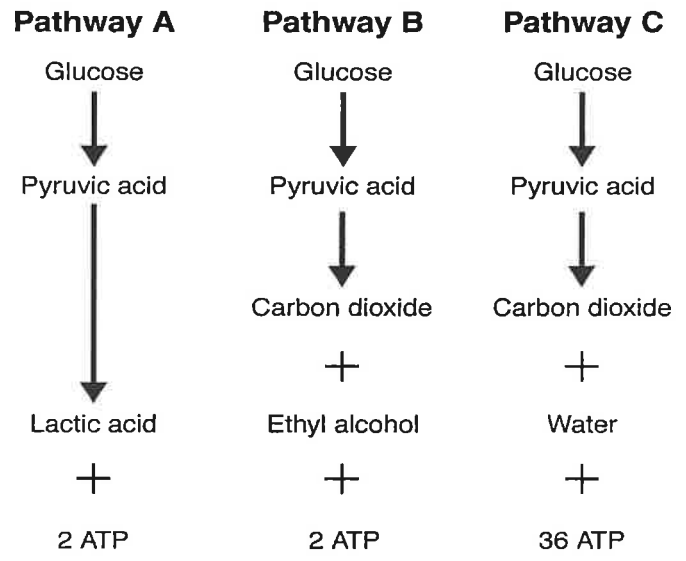 Pathway A
Pathway B
Pathway C
Glucose
Glucose
Glucose
Pyruvic acid
Pyruvic acid
Pyruvic acid
Carbon dioxide
Carbon dioxide
+
+
Lactic acid
Ethyl alcohol
Water
+
+
+
2 ATP
2 ATP
36 ATP